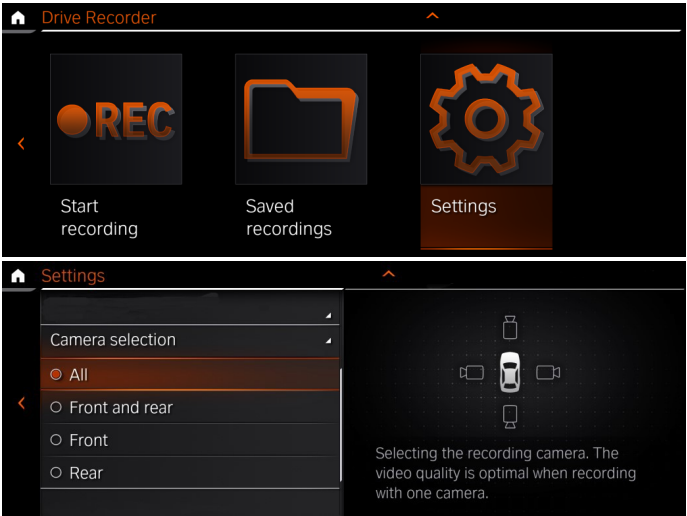 Drive Recorder
REC
Start
recording
Saved
recordings
Settings
Settings
Camera selection
All
Front and rear
Front
Rear
Selecting the recording camera. The
video quality is optimal when recording
with one camera.